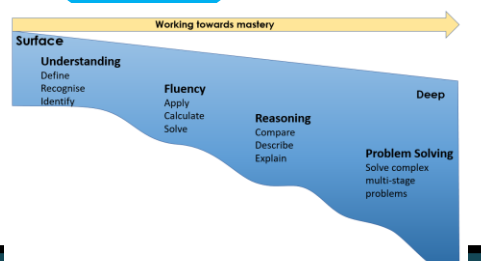 Working towards mastery
Surface
Understanding
Define
Recognise
Identify
Fluency
Apply
Calculate
Solve
Reasoning
Compare
Describe
Explain
Deep
Problem Solving
Solve complex
multi-stage
problems